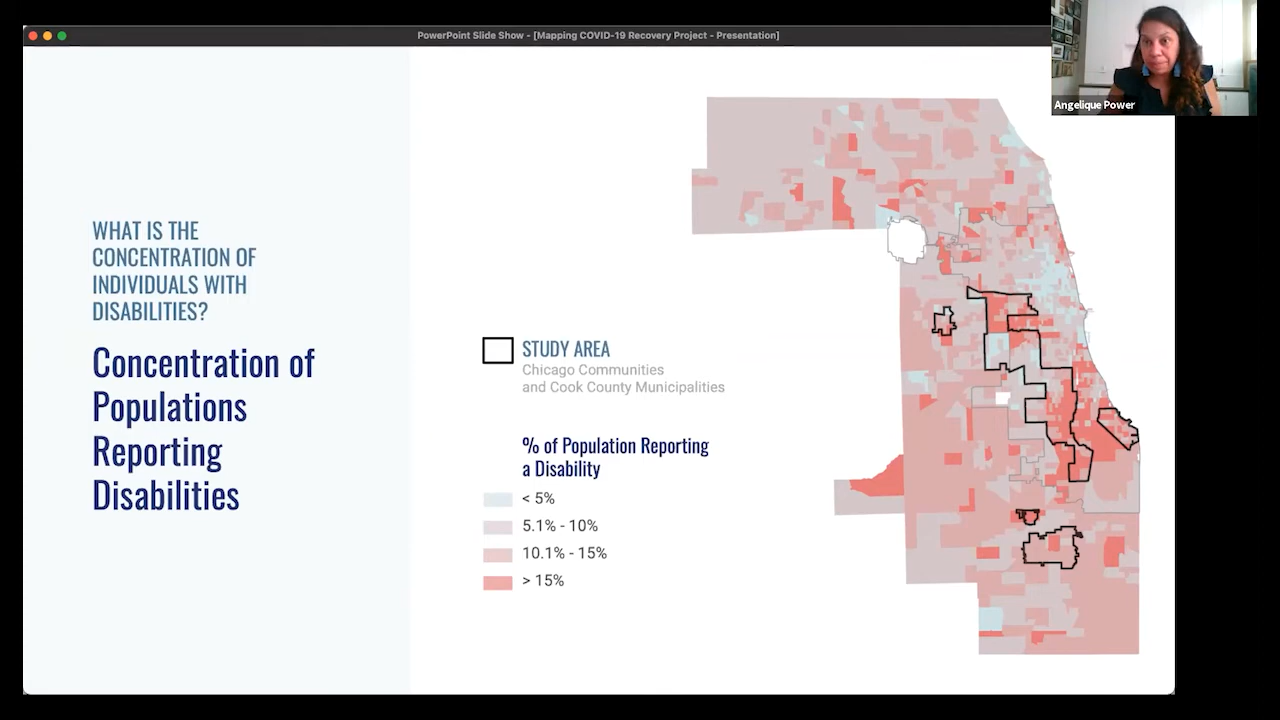 PowerPoint Slide Show - [Mapping COVID-19 Recovery Project - Presentation]
Angelique Power
WHAT IS THE
CONCENTRATION OF
INDIVIDUALS WITH
DISABILITIES?
Concentration of
Populations
Reporting
Disabilities
STUDY AREA
Chicago Communities
and Cook County Municipalities
% of Population Reporting
a Disability
< 5%
5.1% - 10%
10.1% - 15%
> 15%